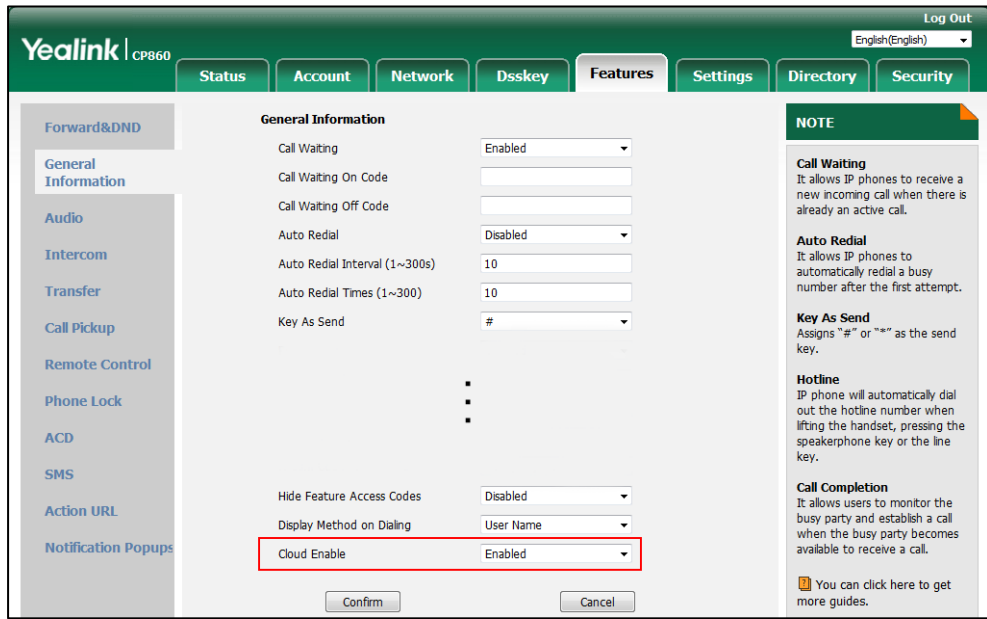 Log Out
Yealink | CP860
English(English)
Status Account Network Dsskey Features Settings Directory Security
Forward&DND
General
Information
Audio
Intercom
Transfer
Call Pickup
Remote Control
Phone Lock
ACD
SMS
Action URL
Notification Popups
General Information
Call Waiting Enabled
Call Waiting On Code
Call Waiting Off Code
Auto Redial Disabled
Auto Redial Interval (1~300s) 10
Auto Redial Times (1~300) 10
Key As Send #
Hide Feature Access Codes Disabled
Display Method on Dialing User Name
Cloud Enable Enabled
Confirm Cancel
NOTE
Call Waiting
It allows IP phones to receive a
new incoming call when there is
already an active call.
Auto Redial
It allows IP phones to
automatically redial a busy
number after the first attempt.
Key As Send
Assigns "#" or "*" as the send
key.
Hotline
IP phone will automatically dial
out the hotline number when
lifting the handset, pressing the
speakerphone key or the line
key.
Call Completion
It allows users to monitor the
busy party and establish a call
when the busy party becomes
available to receive a call.
You can click here to get
more guides.